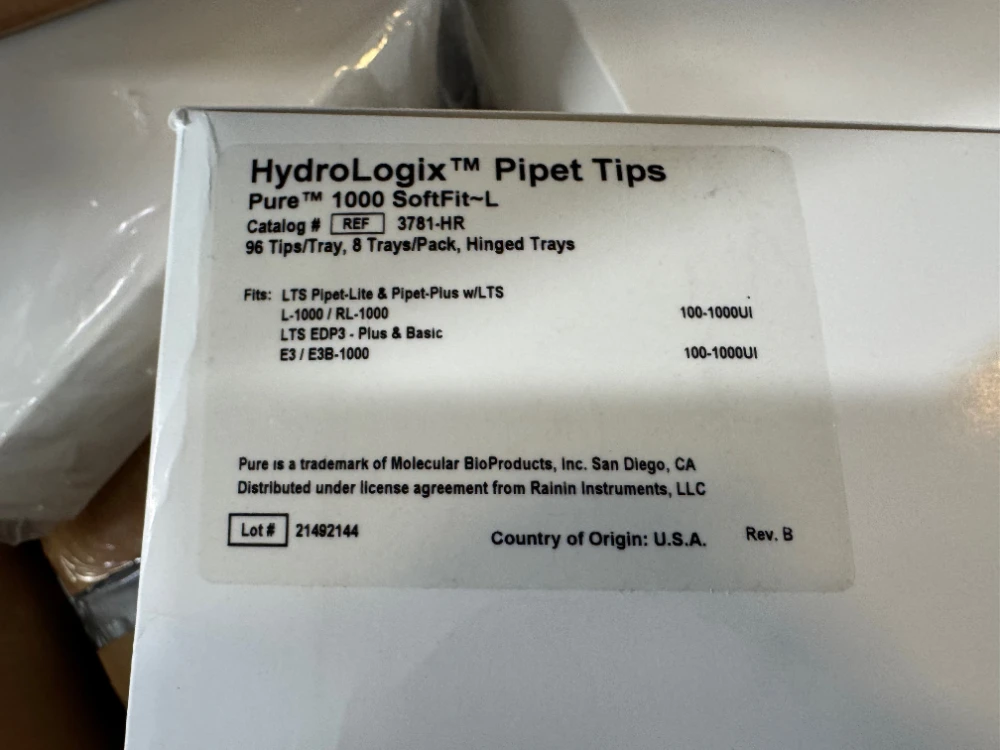 HydroLogix™ Pipet Tips
Pure™ 1000 SoftFit~L
Catalog # REF 3781-HR
96 Tips/Tray, 8 Trays/Pack, Hinged Trays
Fits: LTS Pipet-Lite & Pipet-Plus w/LTS
L-1000 / RL-1000 100-1000Ul
LTS EDP3 - Plus & Basic
E3 / E3B-1000 100-1000Ul
Pure is a trademark of Molecular BioProducts, Inc. San Diego, CA
Distributed under license agreement from Rainin Instruments, LLC
Lot # 21492144 Country of Origin: U.S.A. Rev. B